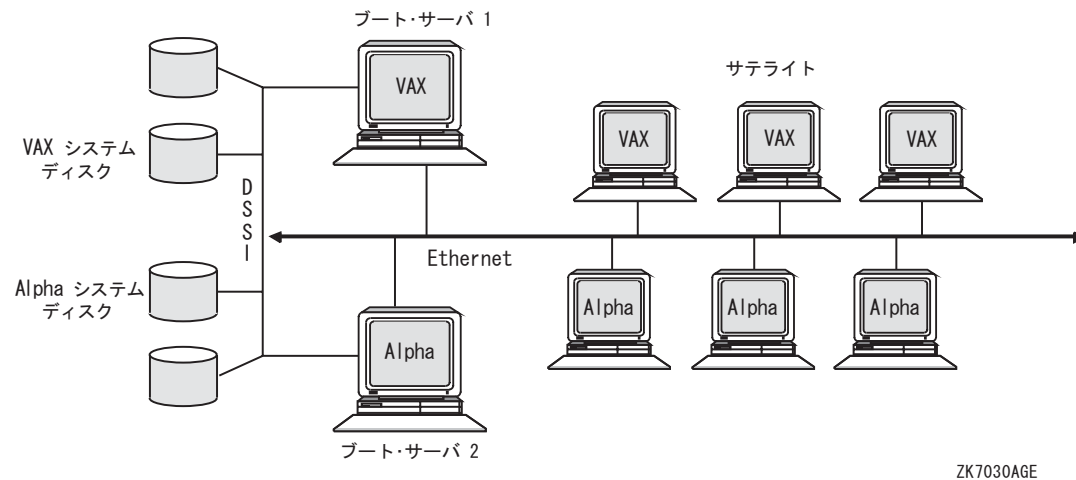 ブート・サーバ 1
VAX
サテライト
VAX
VAX
VAX
VAX システム
ディスク
DSSI
Ethernet
Alpha システム
ディスク
Alpha
Alpha
Alpha
Alpha
ブート・サーバ 2
ZK7030AGE